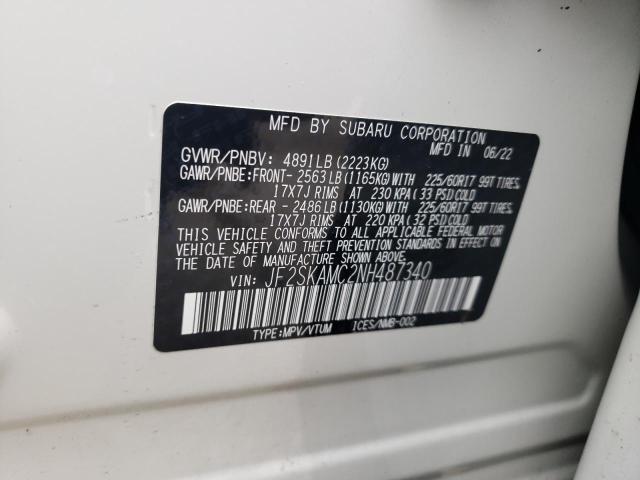 MFD BY SUBARU CORPORATION
MFD IN 06/22
GVWR/PNBV: 4891LB(2223KG)
GAWR/PNBE:FRONT- 2563LB(1165KG)WITH 225/60R17 99T TIRES,
17X7J RIMS AT 230 KPA(33 PSI)COLD
GAWR/PNBE:REAR - 2486LB(1130KG)WITH 225/60R17 99T TIRES,
17X7J RIMS AT 220 KPA(32 PSI)COLD
THIS VEHICLE CONFORMS TO ALL APPLICABLE FEDERAL MOTOR
VEHICLE SAFETY AND THEFT PREVENTION STANDARDS IN EFFECT ON
THE DATE OF MANUFACTURE SHOWN ABOVE.
VIN: JF2SKAMC2NH487340
TYPE:MPV/VTUM ICES/NMB-002